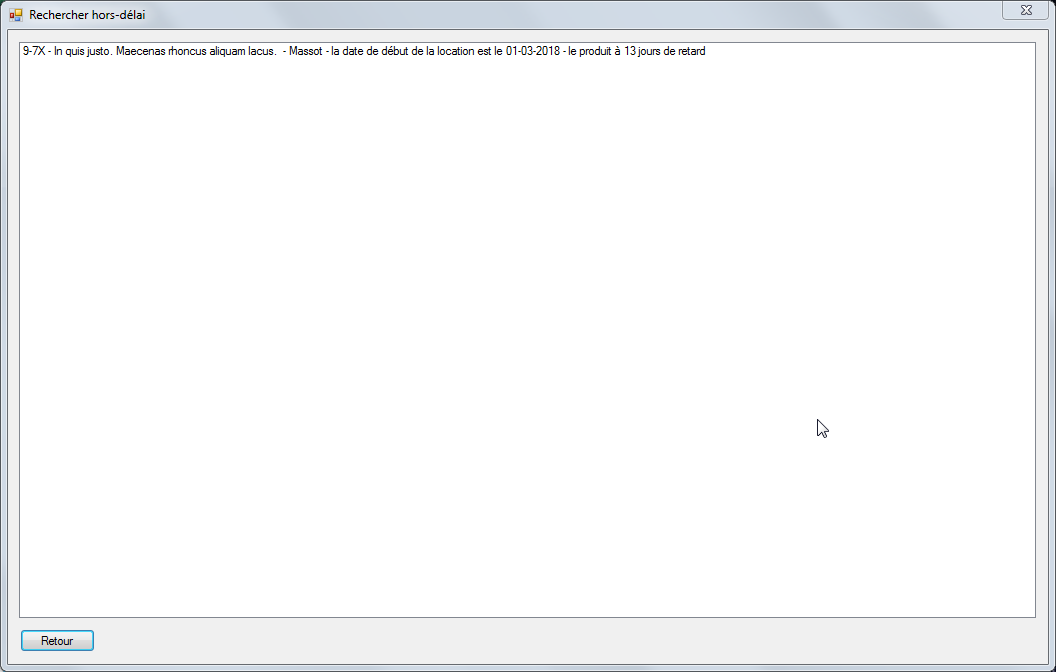 Rechercher hors-délai
9-7X - In quis justo. Maecenas rhoncus aliquam lacus.  - Massot - la date de début de la location est le 01-03-2018 - le produit à 13 jours de retard
Retour